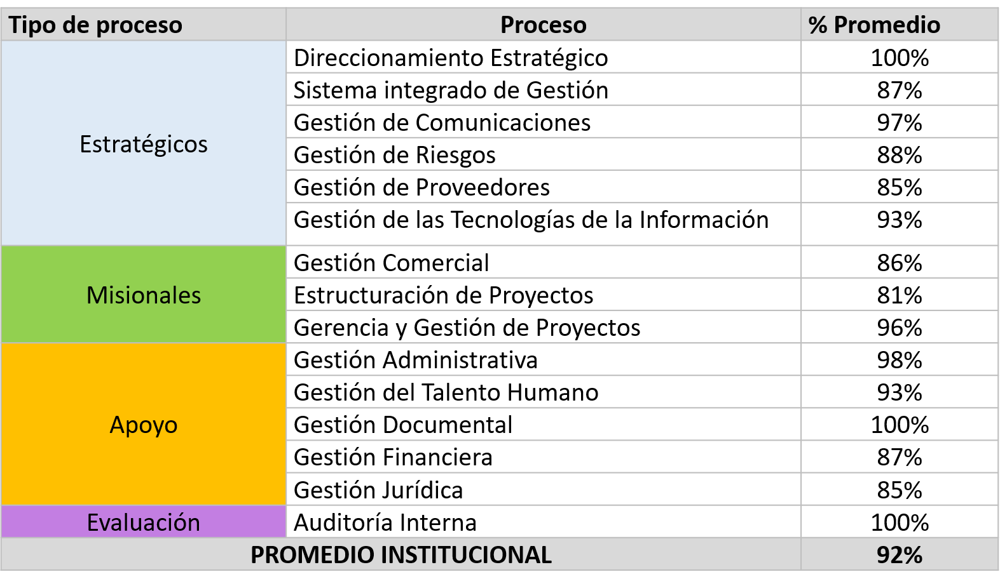 Tipo de proceso Proceso % Promedio
Estratégicos
Direccionamiento Estratégico 100%
Sistema integrado de Gestión 87%
Gestión de Comunicaciones 97%
Gestión de Riesgos 88%
Gestión de Proveedores 85%
Gestión de las Tecnologías de la Información 93%
Misionales
Gestión Comercial 86%
Estructuración de Proyectos 81%
Gerencia y Gestión de Proyectos 96%
Apoyo
Gestión Administrativa 98%
Gestión del Talento Humano 93%
Gestión Documental 100%
Gestión Financiera 87%
Gestión Jurídica 85%
Evaluación Auditoría Interna 100%
PROMEDIO INSTITUCIONAL 92%